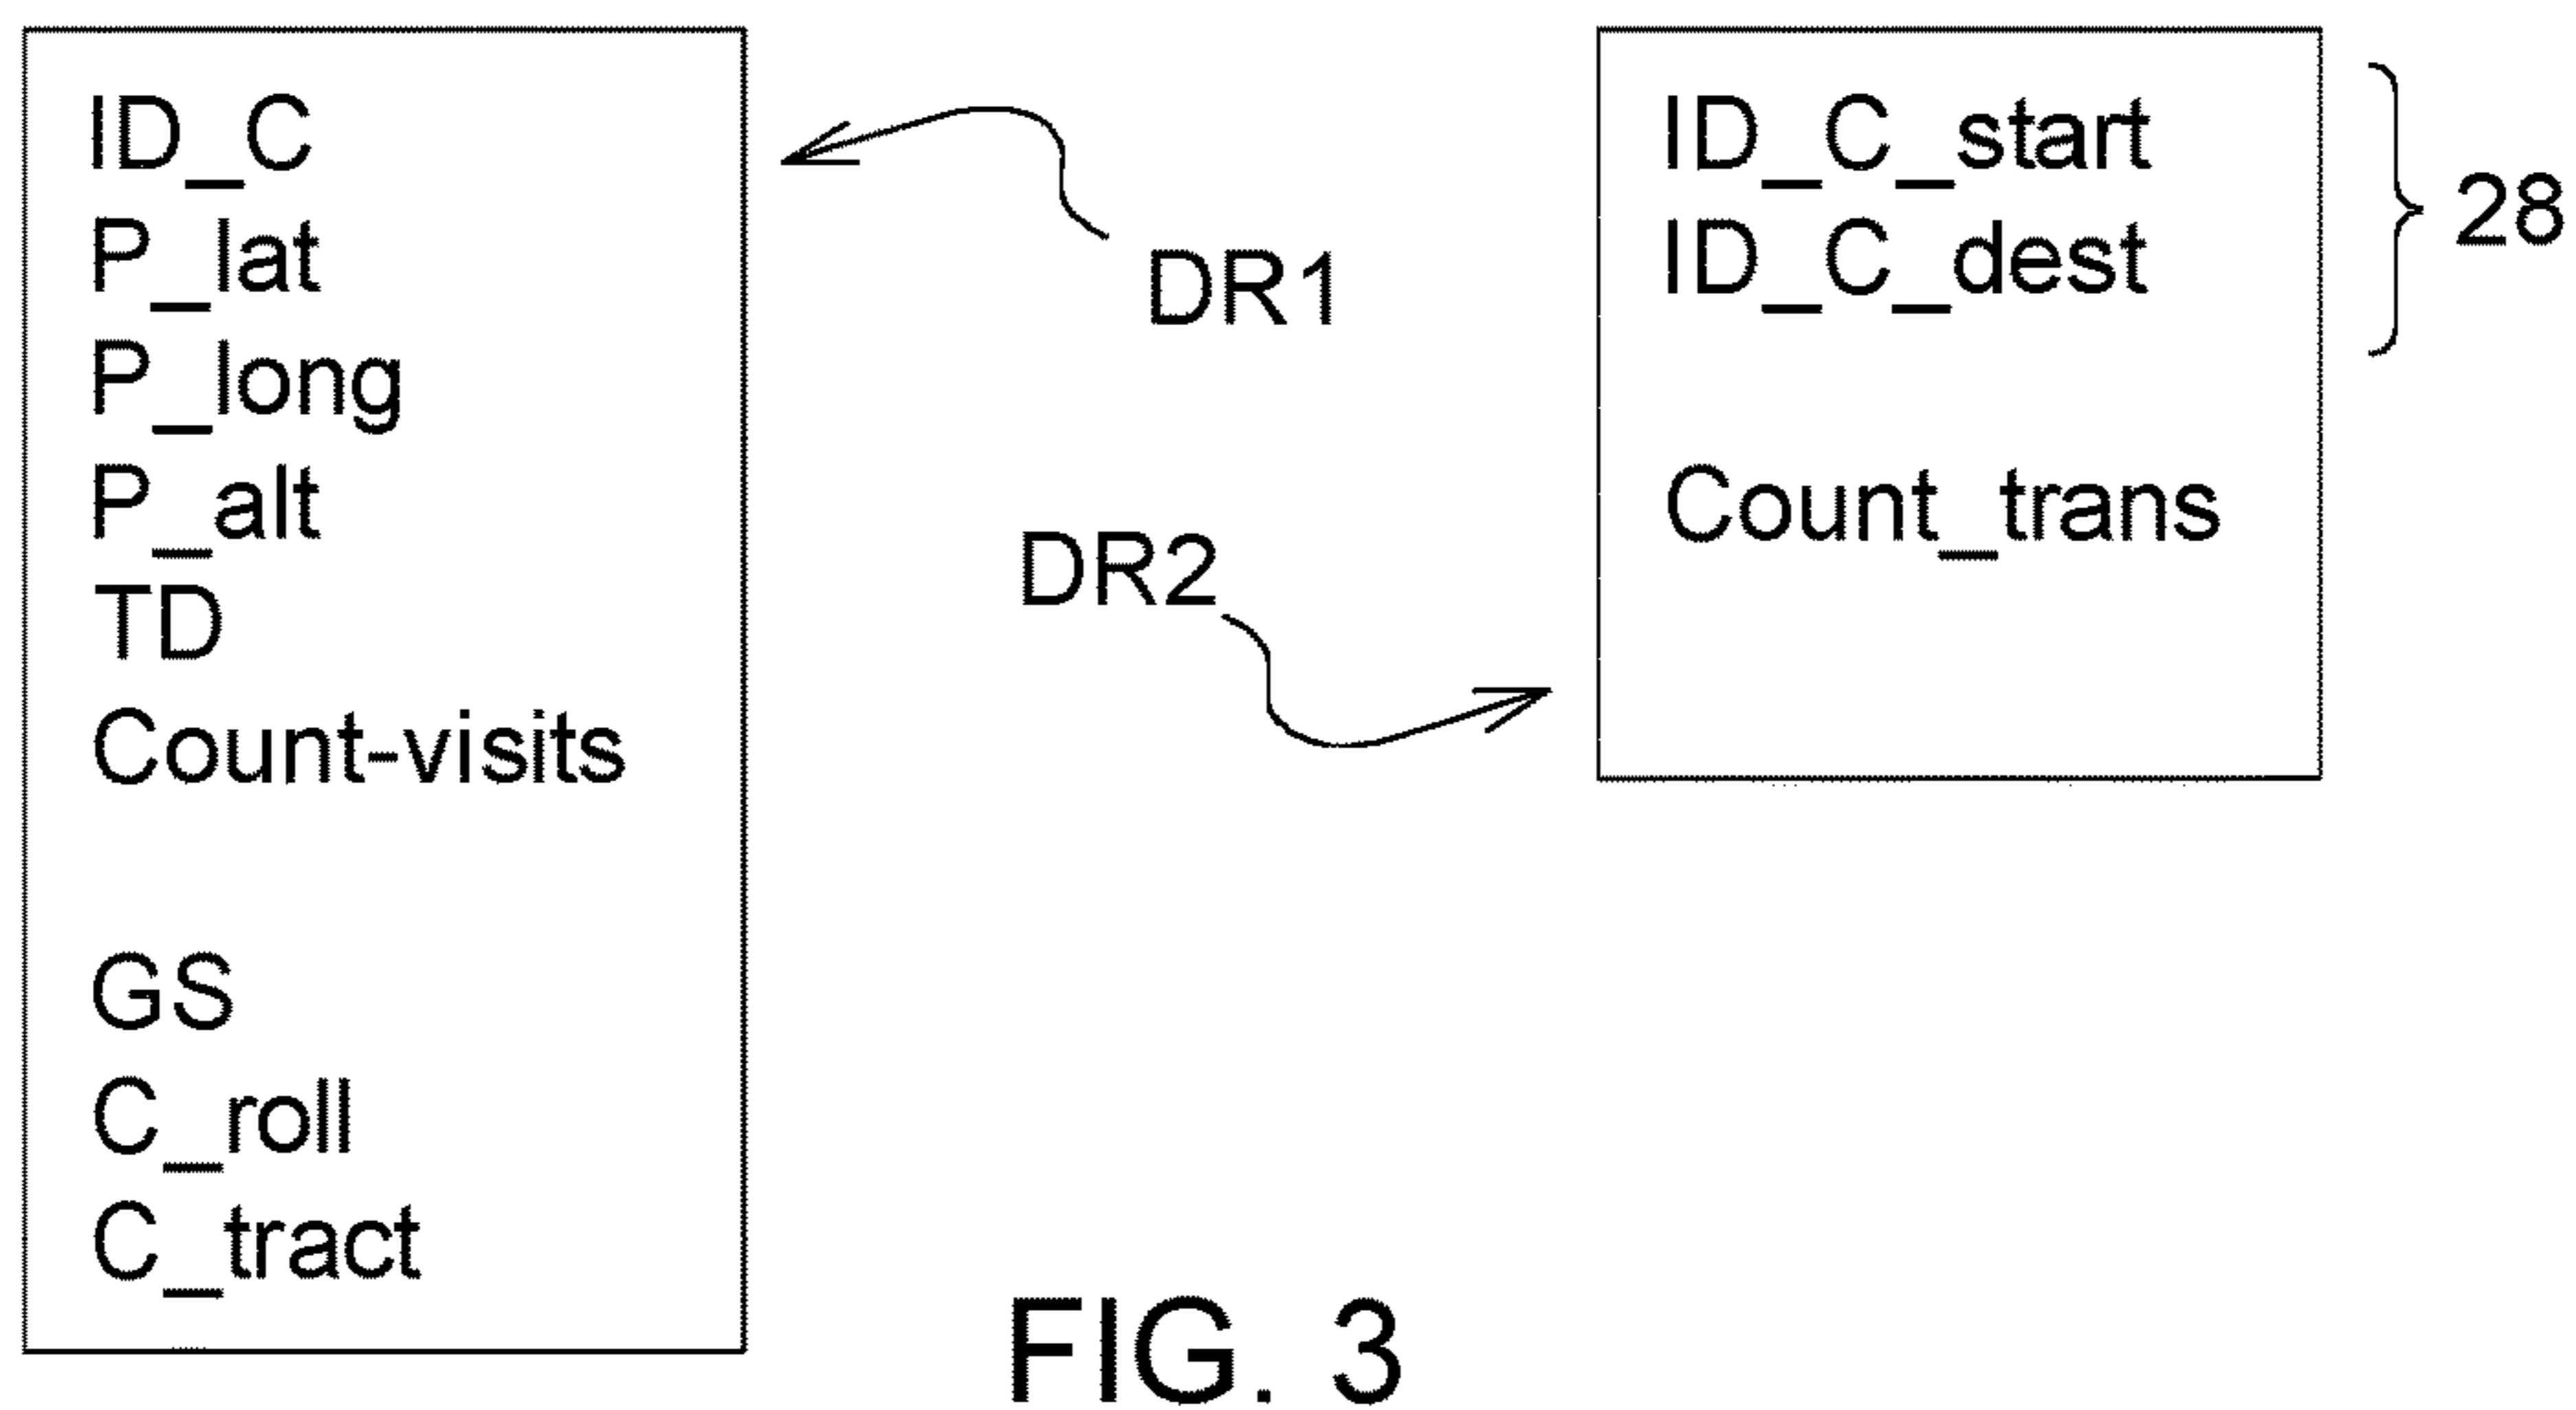 ID_C
P_lat
P_long
P_alt
TD
Count-visits
GS
C_roll
C_tract
DR1
DR2
ID_C_start
ID_C_dest
Count_trans
28
FIG. 3